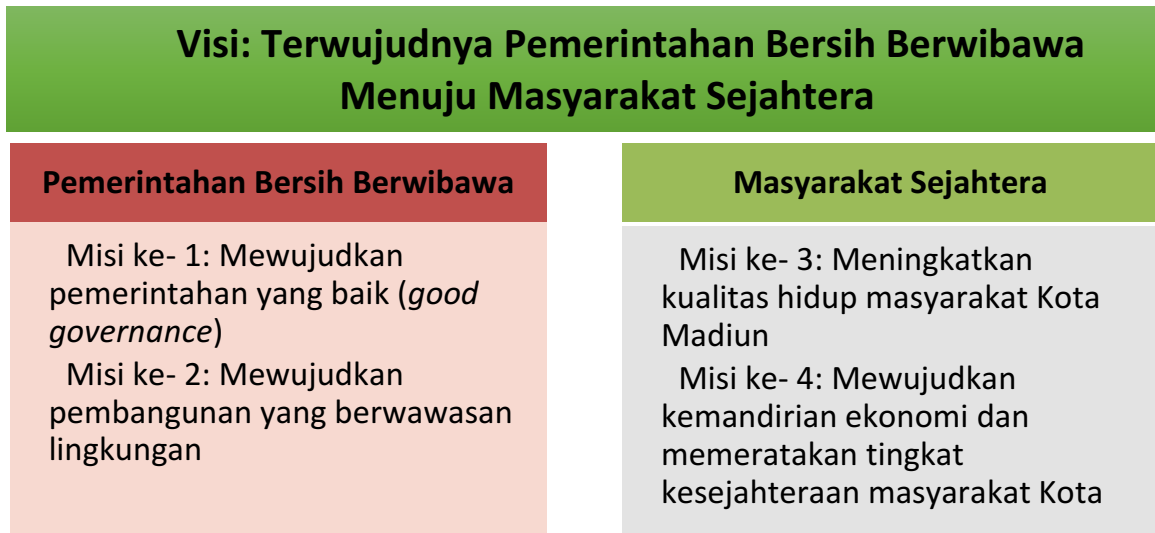 Visi: Terwujudnya Pemerintahan Bersih Berwibawa
Menuju Masyarakat Sejahtera
Pemerintahan Bersih Berwibawa
Misi ke- 1: Mewujudkan
pemerintahan yang baik (good
governance)
Misi ke- 2: Mewujudkan
pembangunan yang berwawasan
lingkungan
Masyarakat Sejahtera
Misi ke- 3: Meningkatkan
kualitas hidup masyarakat Kota
Madiun
Misi ke- 4: Mewujudkan
kemandirian ekonomi dan
memeratakan tingkat
kesejahteraan masyarakat Kota